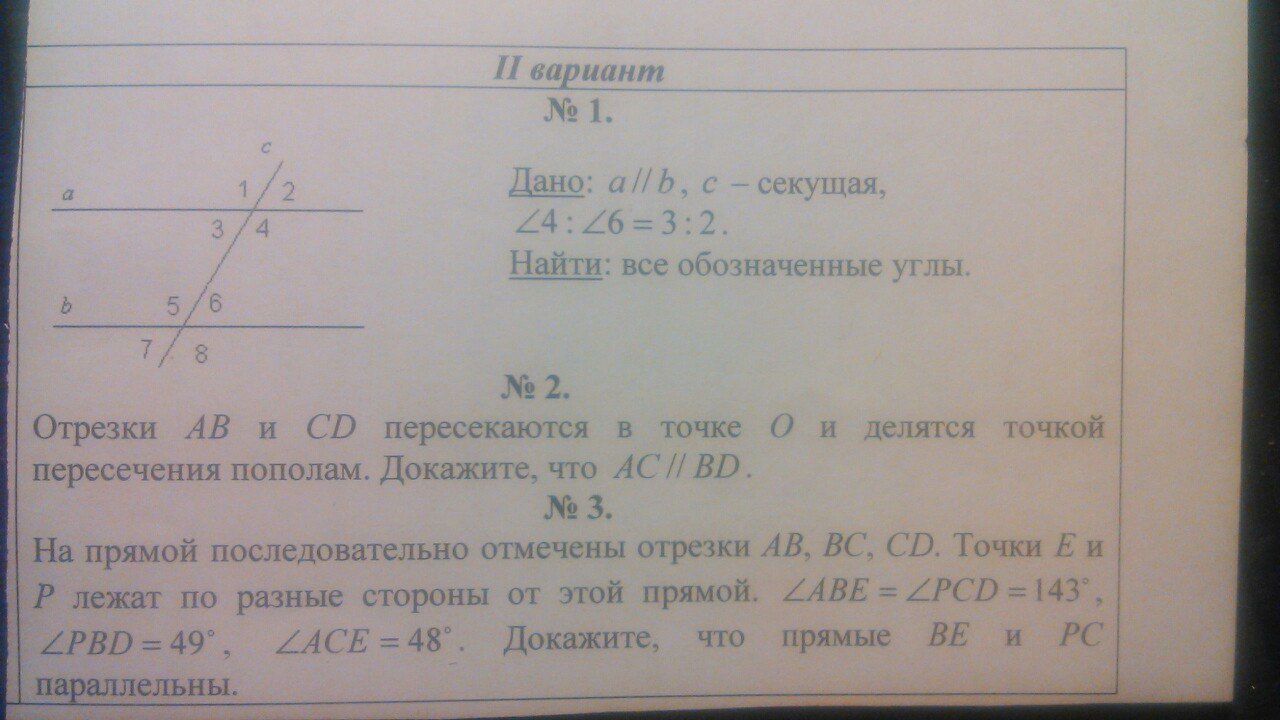 II вариант
№ 1.
c
1 2
a
3 4
b
5 6
7 8
Дано: a // b, c – секущая,
∠4 : ∠6 = 3 : 2.
Найти: все обозначенные углы.
№ 2.
Отрезки AB и CD пересекаются в точке O и делятся точкой
пересечения пополам. Докажите, что AC // BD.
№ 3.
На прямой последовательно отмечены отрезки AB, BC, CD. Точки E и
P лежат по разные стороны от этой прямой. ∠ABE = ∠PCD = 143°,
∠PBD = 49°, ∠ACE = 48°. Докажите, что прямые BE и PC
параллельны.